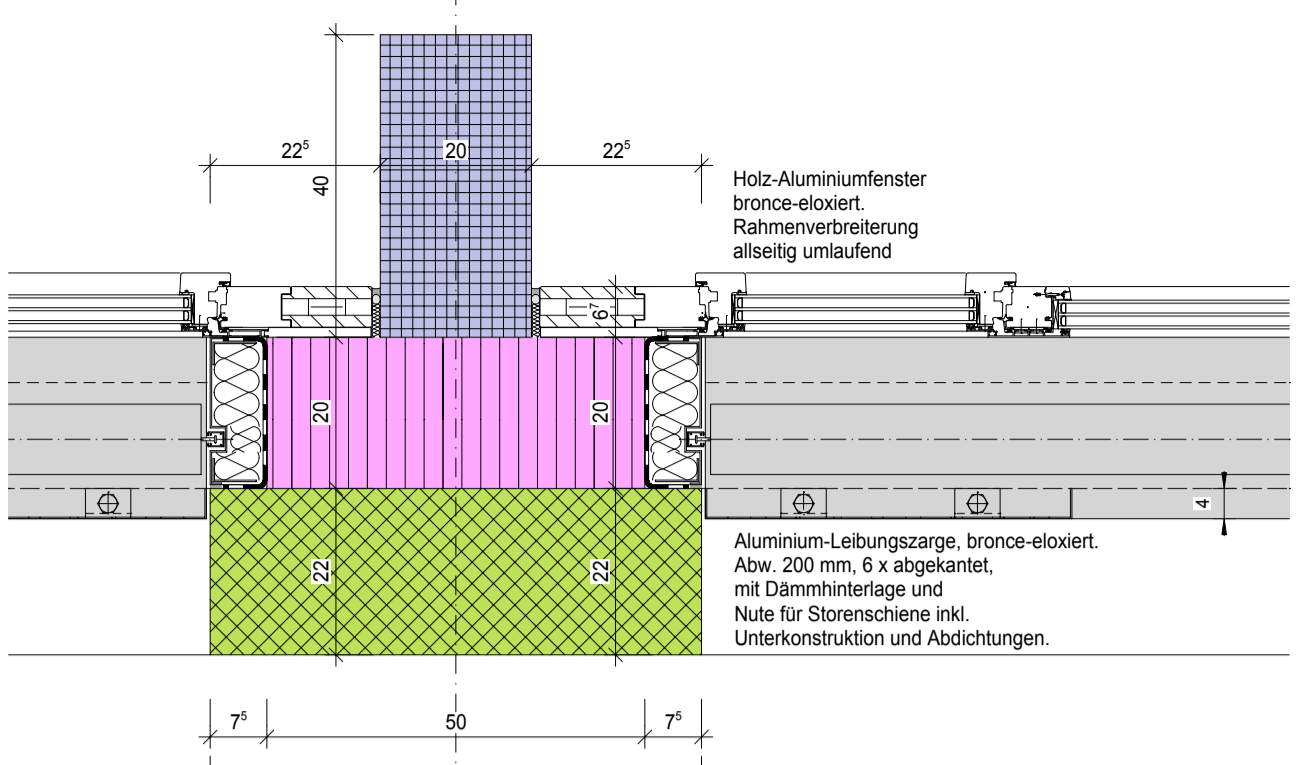 22⁵
20
22⁵
40
Holz-Aluminiumfenster
bronce-eloxiert.
Rahmenverbreiterung
allseitig umlaufend
6⁷
20
20
4
22
22
Aluminium-Leibungszarge, bronce-eloxiert.
Abw. 200 mm, 6 x abgekantet,
mit Dämmhinterlage und
Nute für Storenschiene inkl.
Unterkonstruktion und Abdichtungen.
7⁵
50
7⁵